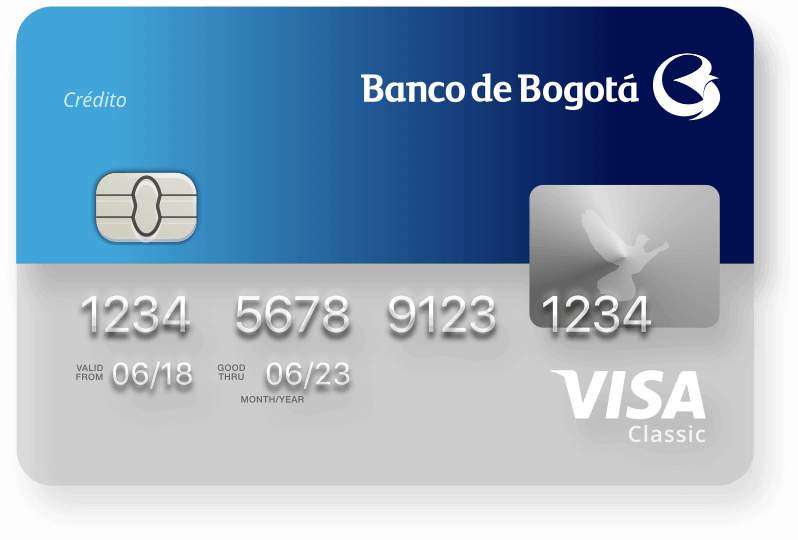 Crédito
Banco de Bogotá
1234 5678 9123 1234
VALID FROM 06/18 GOOD THRU 06/23
MONTH/YEAR
VISA
Classic